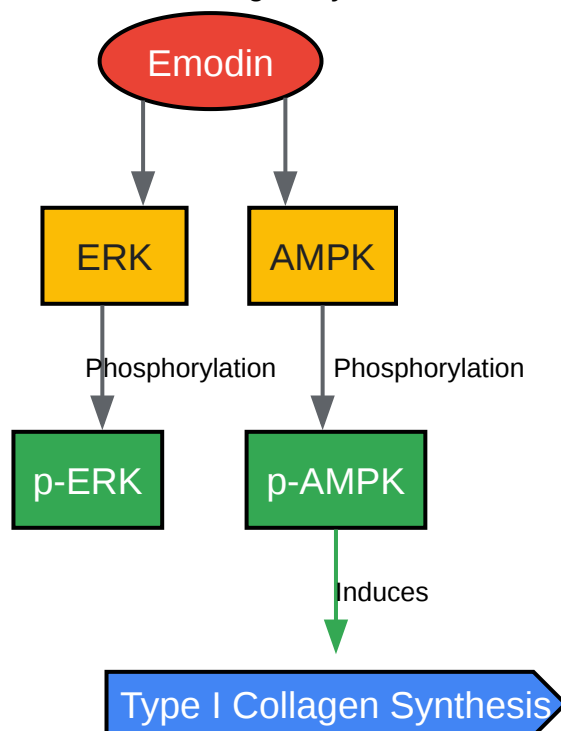 Emodin
ERK AMPK
Phosphorylation Phosphorylation
p-ERK p-AMPK
Induces
Type I Collagen Synthesis